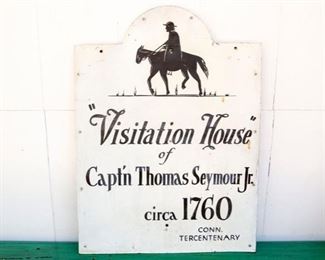 "Visitation House"
of
Capt'n Thomas Seymour Jr.
circa 1760
CONN.
TERCENTENARY